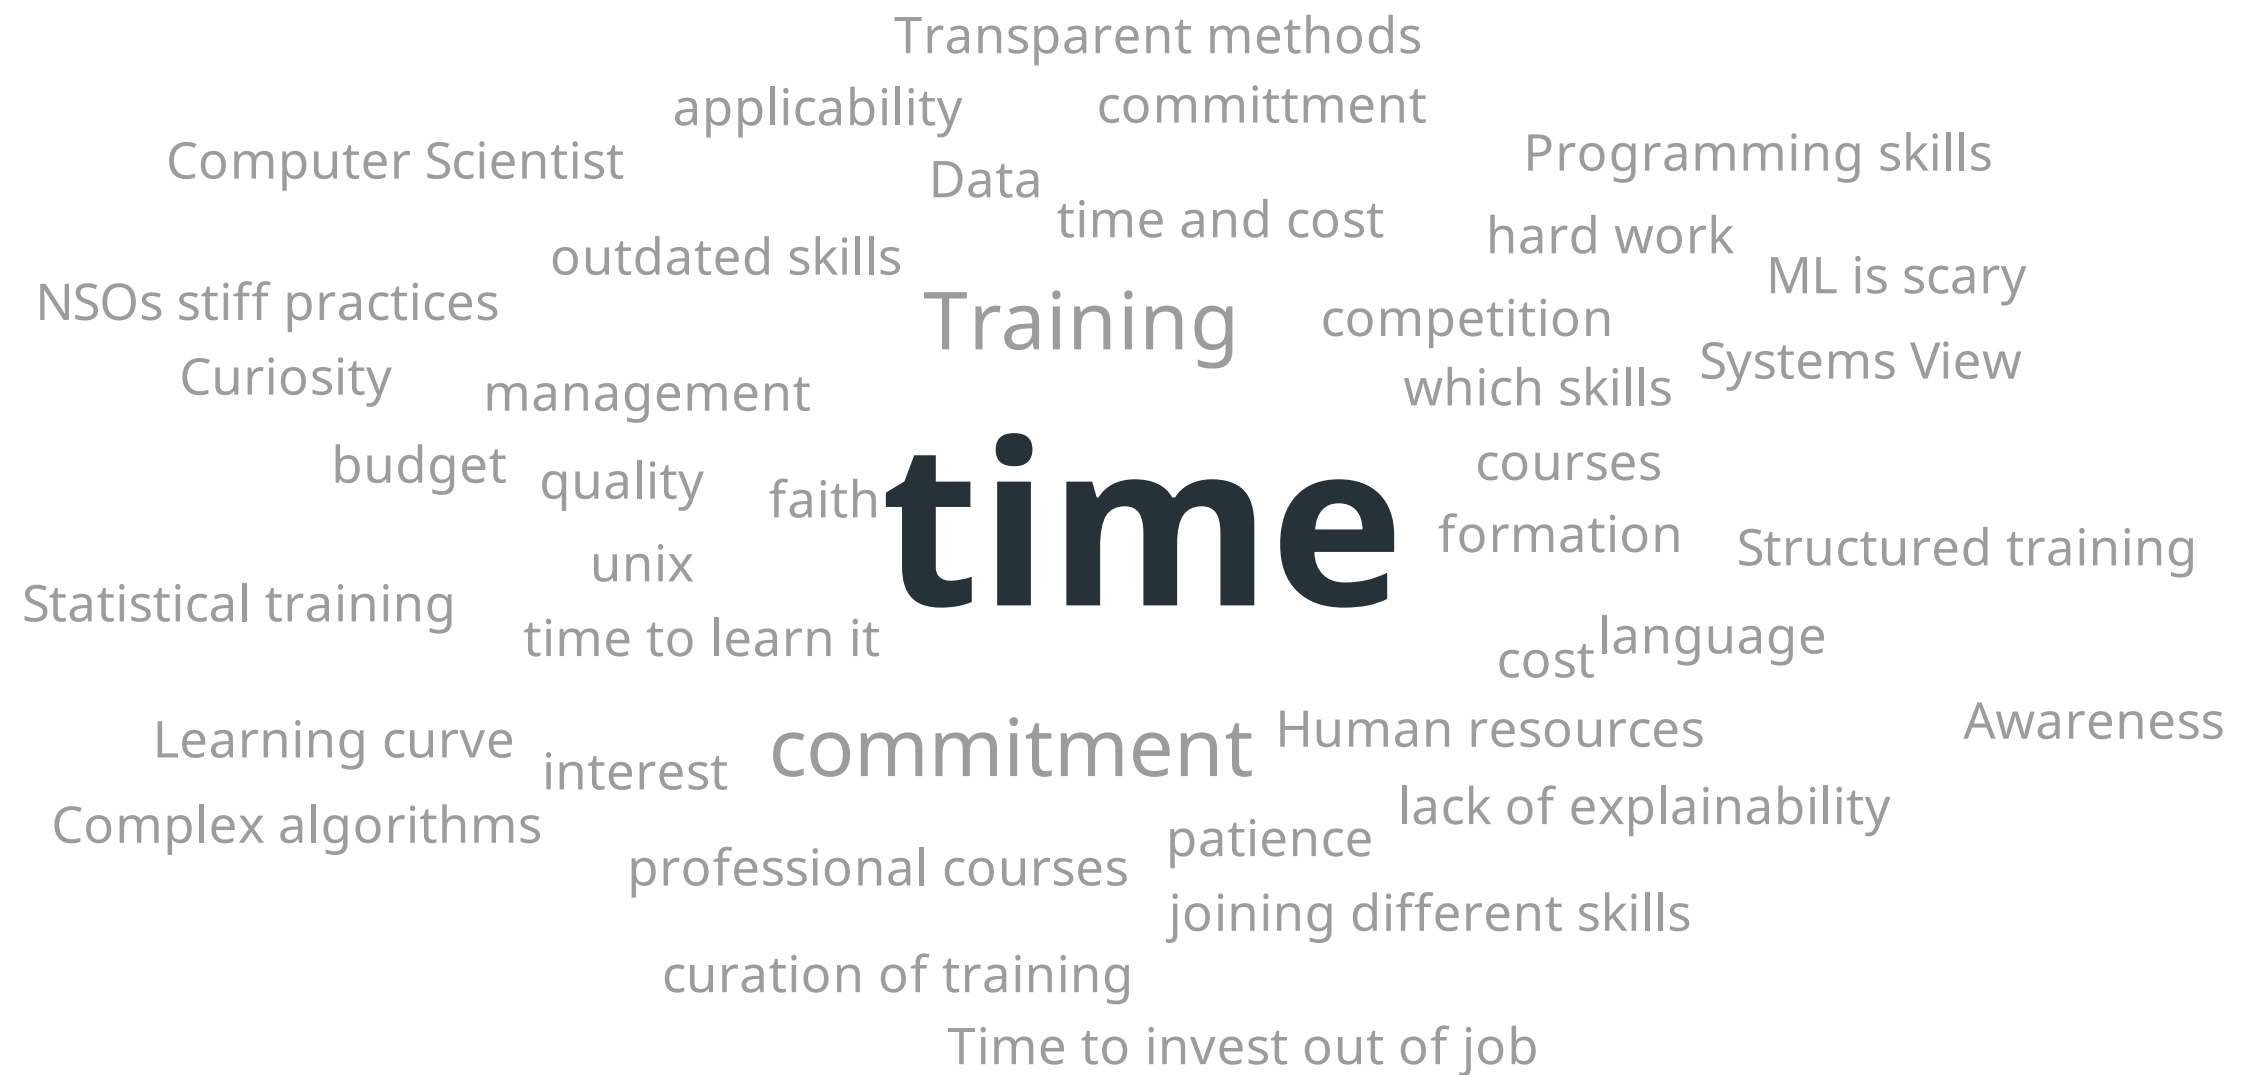 Transparent methods
applicability
committment
Computer Scientist
Programming skills
Data
time and cost
hard work
outdated skills
ML is scary
NSOs stiff practices
Training
competition
Systems View
Curiosity
management
which skills
budget
quality
faith
time
courses
formation
Structured training
unix
Statistical training
time to learn it
language
cost
Learning curve
interest
commitment
Human resources
Awareness
Complex algorithms
lack of explainability
patience
professional courses
joining different skills
curation of training
Time to invest out of job